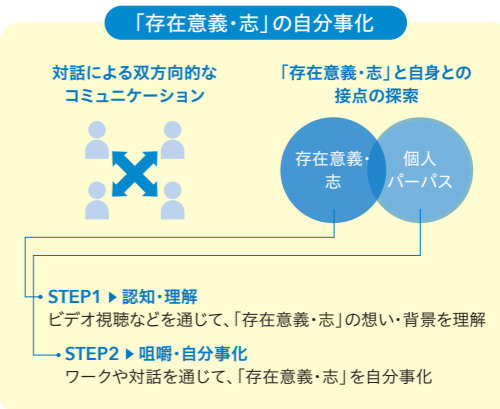 「存在意義・志」の自分事化
対話による双方向的な
コミュニケーション
「存在意義・志」と自身との
接点の探索
存在意義・
志
個人
パーパス
STEP1 ▶ 認知・理解
ビデオ視聴などを通じて、「存在意義・志」の想い・背景を理解
STEP2 ▶ 咀嚼・自分事化
ワークや対話を通じて、「存在意義・志」を自分事化